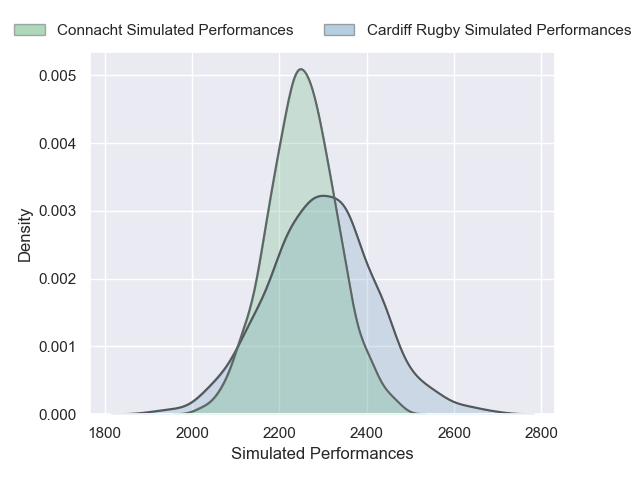 Connacht Simulated Performances
Cardiff Rugby Simulated Performances
0.005
0.004
0.003
0.002
0.001
0.000
Density
1800 2000 2200 2400 2600 2800
Simulated Performances